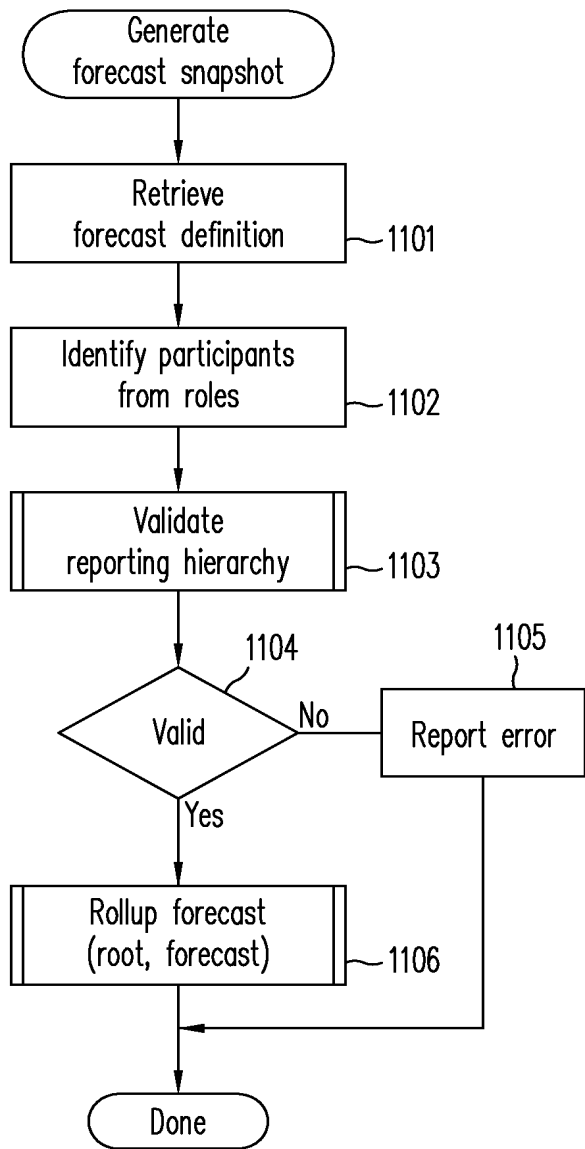 Generate
forecast snapshot
Retrieve
forecast definition
1101
Identify participants
from roles
1102
Validate
reporting hierarchy
1103
1104
1105
Valid
No
Report error
Yes
Rollup forecast
(root, forecast)
1106
Done